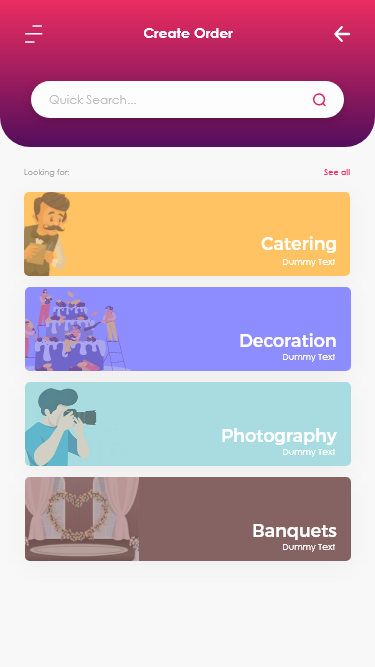 Create Order
Quick Search...
Looking for:
See all
Catering
Dummy Text
Decoration
Dummy Text
Photography
Dummy Text
Banquets
Dummy Text